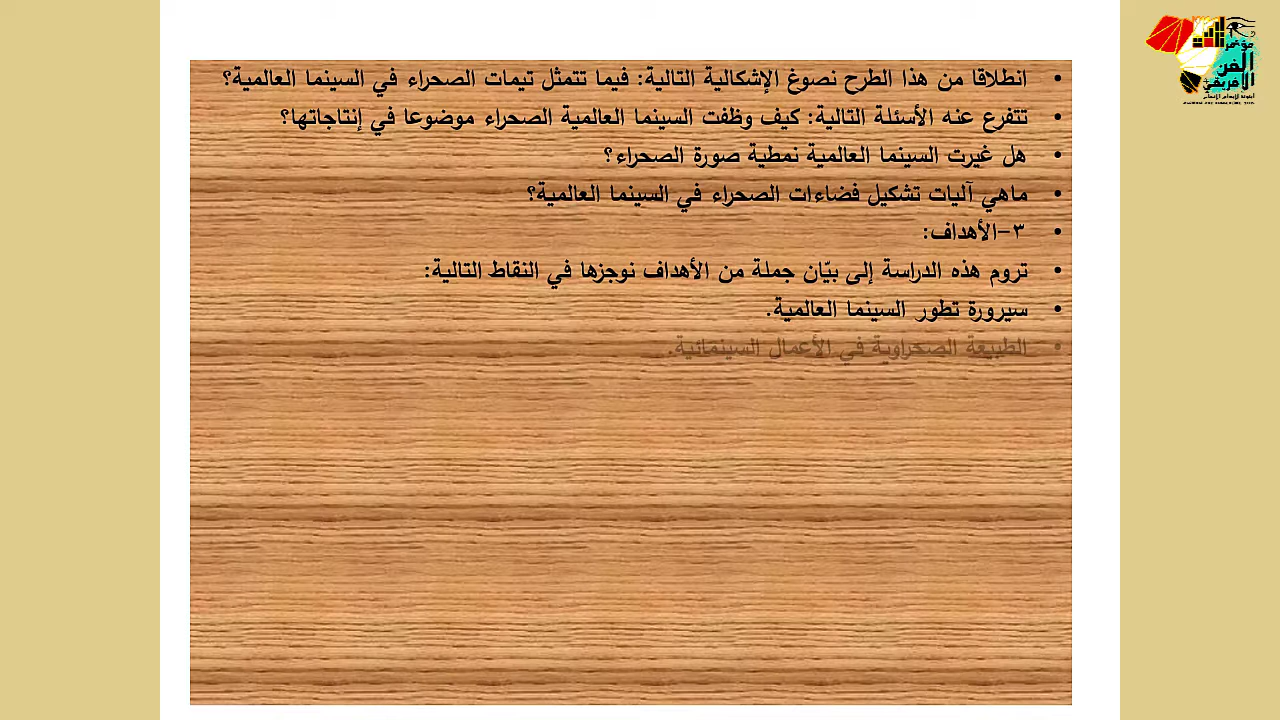 • انطلاقا من هذا الطرح نصوغ الإشكالية التالية: فيما تتمثل تيمات الصحراء في السينما العالمية؟
• تتفرع عنه الأسئلة التالية: كيف وظفت السينما العالمية الصحراء موضوعا في إنتاجاتها؟
• هل غيرت السينما العالمية نمطية صورة الصحراء؟
• ماهي آليات تشكيل فضاءات الصحراء في السينما العالمية؟
• ٣-الأهداف:
• تروم هذه الدراسة إلى بيّان جملة من الأهداف نوجزها في النقاط التالية:
• سيرورة تطور السينما العالمية.
• الطبيعة الصحراوية في الأعمال السينمائية.
مؤتمر
الفن
الإفريقي